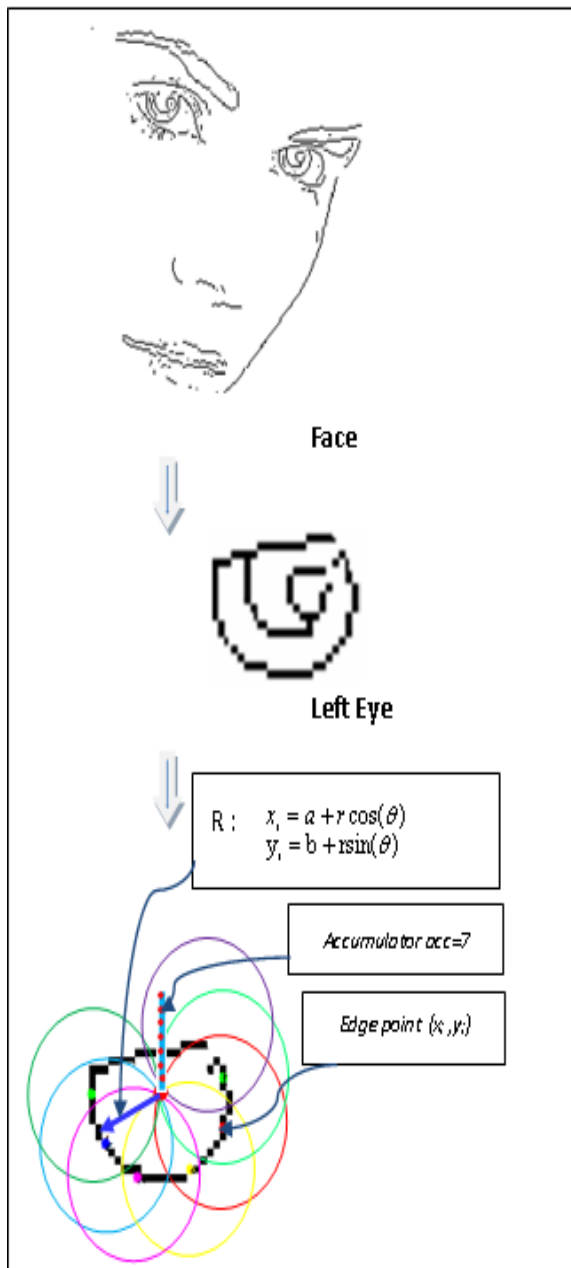 Face
Left Eye
R : xᵢ = a + r cos(θ)
yᵢ = b + rsin(θ)
Accumulator acc=7
Edge point (xᵢ ,yᵢ)